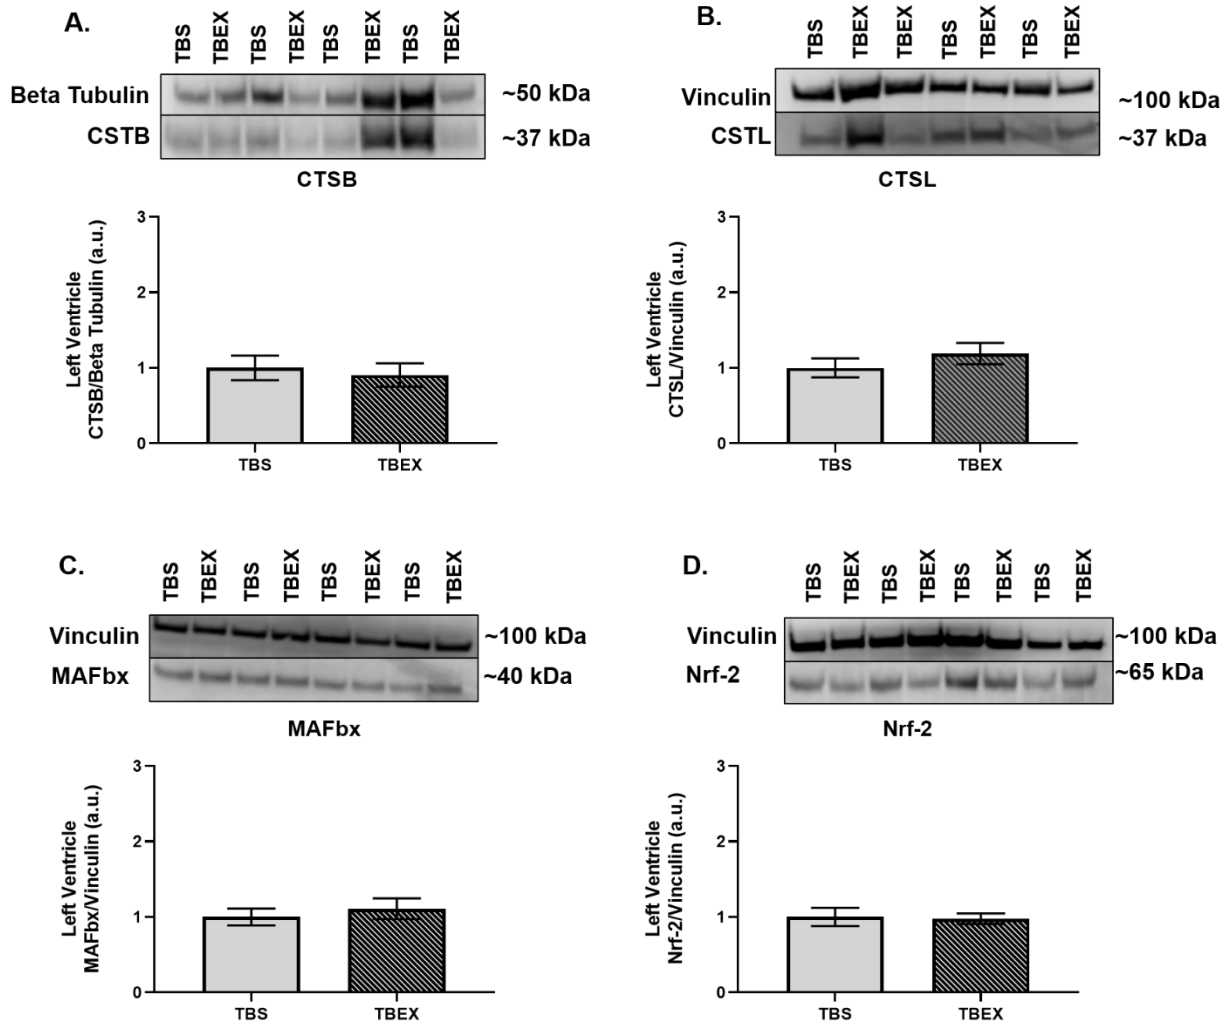 A.
TBS TBEX TBS TBEX TBS TBEX TBS TBEX
Beta Tubulin ~50 kDa
CSTB ~37 kDa
CTSB
Left Ventricle
CTSB/Beta Tubulin (a.u.)
3
2
1
0
TBS TBEX
B.
TBS TBEX TBS TBS TBEX TBS TBEX
Vinculin ~100 kDa
CSTL ~37 kDa
CTSL
Left Ventricle
CTSL/Vinculin (a.u.)
3
2
1
0
TBS TBEX
C.
TBS TBEX TBS TBEX TBS TBEX TBS TBEX
Vinculin ~100 kDa
MAFbx ~40 kDa
MAFbx
Left Ventricle
MAFbx/Vinculin (a.u.)
3
2
1
0
TBS TBEX
D.
TBS TBEX TBS TBEX TBS TBEX TBS TBEX
Vinculin ~100 kDa
Nrf-2 ~65 kDa
Nrf-2
Left Ventricle
Nrf-2/Vinculin (a.u.)
3
2
1
0
TBS TBEX